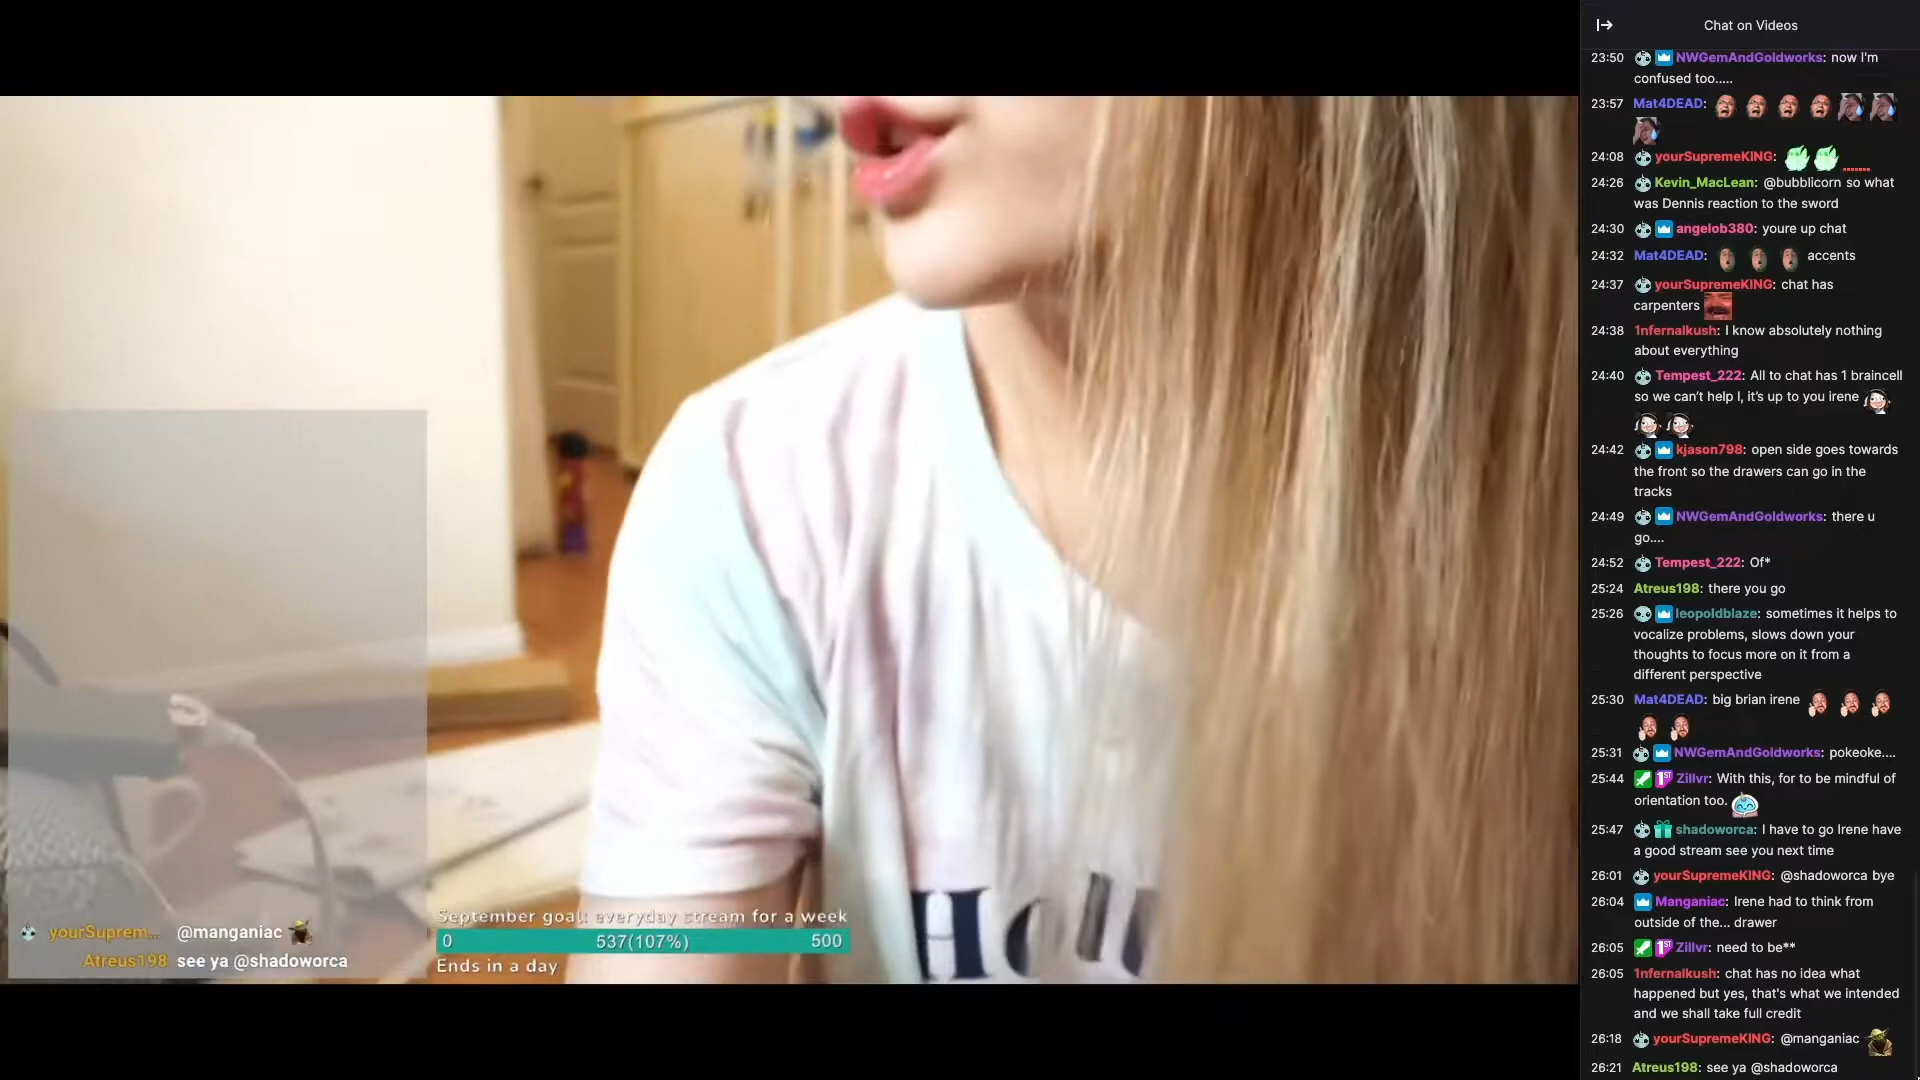 Chat on Videos
23:50 NWGemAndGoldworks: now I'm
confused too.....
23:57 Mat4DEAD:
24:08 yourSupremeKING:
24:26 Kevin_MacLean: @bubblicorn so what
was Dennis reaction to the sword
24:30 angelob380: youre up chat
24:32 Mat4DEAD: accents
24:37 yourSupremeKING: chat has
carpenters
24:38 1nfernalkush: I know absolutely nothing
about everything
24:40 Tempest_222: All to chat has 1 braincell
so we can't help I, it's up to you irene
24:42 kjason798: open side goes towards
the front so the drawers can go in the
tracks
24:49 NWGemAndGoldworks: there u
go....
24:52 Tempest_222: Of*
25:24 Atreus198: there you go
25:26 leopoldblaze: sometimes it helps to
vocalize problems, slows down your
thoughts to focus more on it from a
different perspective
25:30 Mat4DEAD: big brian irene
25:31 NWGemAndGoldworks: pokeoke....
25:44 Zillvr: With this, for to be mindful of
orientation too.
25:47 shadoworca: I have to go Irene have
a good stream see you next time
26:01 yourSupremeKING: @shadoworca bye
26:04 Manganiac: Irene had to think from
outside of the... drawer
26:05 Zillvr: need to be**
26:05 1nfernalkush: chat has no idea what
happened but yes, that's what we intended
and we shall take full credit
26:18 yourSupremeKING: @manganiac
26:21 Atreus198: see ya @shadoworca
yourSuprem... @manganiac
Atreus198 see ya @shadoworca
September goal: everyday stream for a week
0 537(107%) 500
Ends in a day